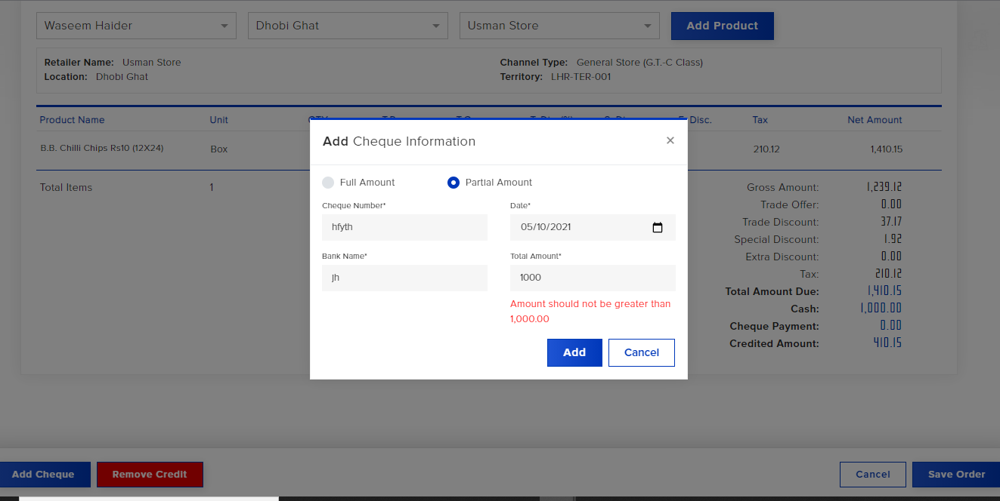 Waseem Haider Dhobi Ghat Usman Store Add Product
Retailer Name: Usman Store Channel Type: General Store (G.T.-C Class)
Location: Dhobi Ghat Territory: LHR-TER-001
Product Name Unit Disc. Tax Net Amount
B.B. Chilli Chips Rs10 (12X24) Box 210.12 1,410.15
Total Items 1
Gross Amount: 1,239.12
Trade Offer: 0.00
Trade Discount: 37.17
Special Discount: 1.92
Extra Discount: 0.00
Tax: 210.12
Total Amount Due: 1,410.15
Cash: 1,000.00
Cheque Payment: 0.00
Credited Amount: 410.15
Add Cheque Information ×
Full Amount Partial Amount
Cheque Number* Date*
hfyth 05/10/2021
Bank Name* Total Amount*
jh 1000
Amount should not be greater than
1,000.00
Add Cancel
Add Cheque Remove Credit Cancel Save Order